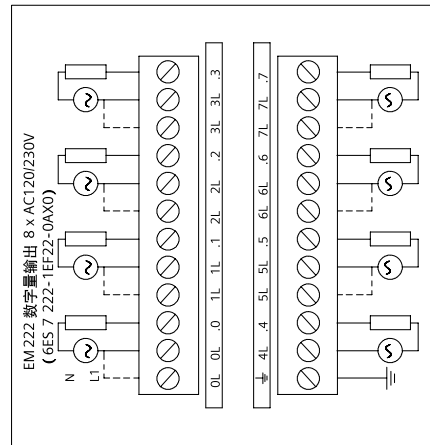 EM 222 数字量输出 8 x AC120/230V
( 6ES 7 222-1EF22-0AX0)
N
L1
0L 0L .0 1L 1L .1 2L 2L .2 3L 3L .3
4L .4 5L 5L .5 6L 6L .6 7L 7L .7